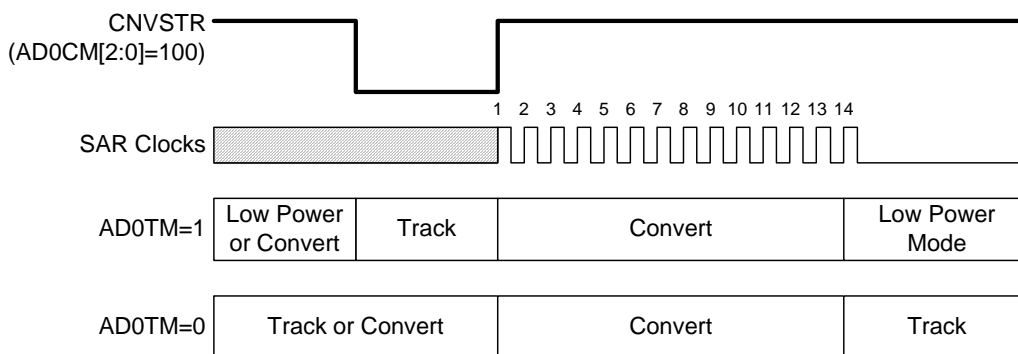 CNVSTR
(AD0CM[2:0]=100)
1 2 3 4 5 6 7 8 9 10 11 12 13 14
SAR Clocks
AD0TM=1
Low Power
or Convert
Track
Convert
Low Power
Mode
AD0TM=0
Track or Convert
Convert
Track